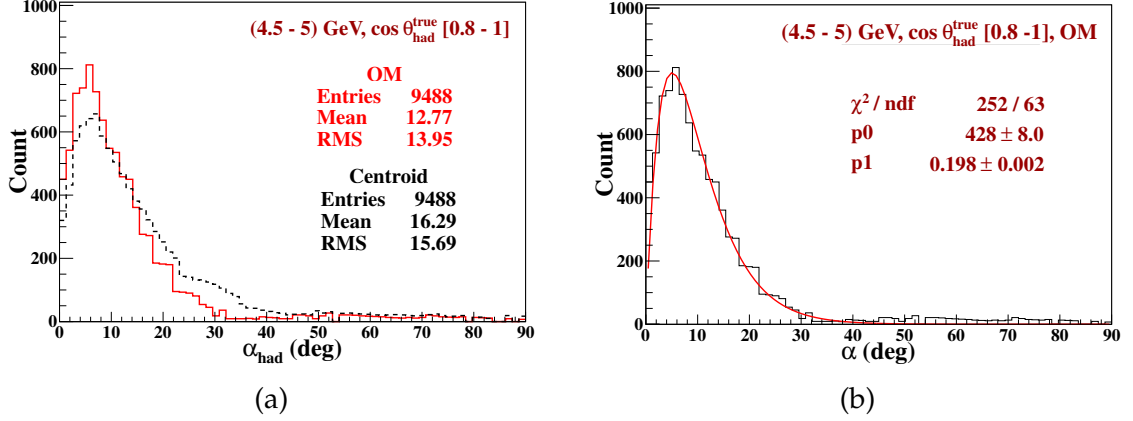 (4.5 - 5) GeV, cos θ_had^true [0.8 - 1]
OM
Entries 9488
Mean 12.77
RMS 13.95
Centroid
Entries 9488
Mean 16.29
RMS 15.69
Count
1000
800
600
400
200
0
0 10 20 30 40 50 60 70 80 90
α_had (deg)
(a)
(4.5 - 5) GeV, cos θ_had^true [0.8 -1], OM
χ² / ndf 252 / 63
p0 428 ± 8.0
p1 0.198 ± 0.002
Count
1000
800
600
400
200
0
0 10 20 30 40 50 60 70 80 90
α (deg)
(b)